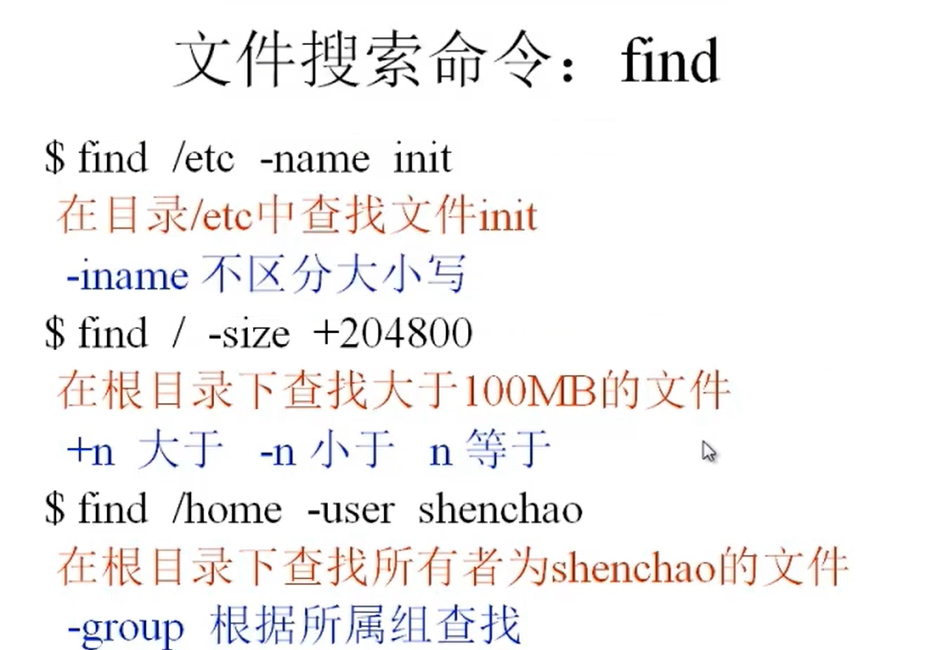 文件搜索命令：find
$ find /etc -name init
在目录/etc中查找文件init
-iname 不区分大小写
$ find / -size +204800
在根目录下查找大于100MB的文件
+n 大于 -n 小于 n 等于
$ find /home -user shenchao
在根目录下查找所有者为shenchao的文件
-group 根据所属组查找